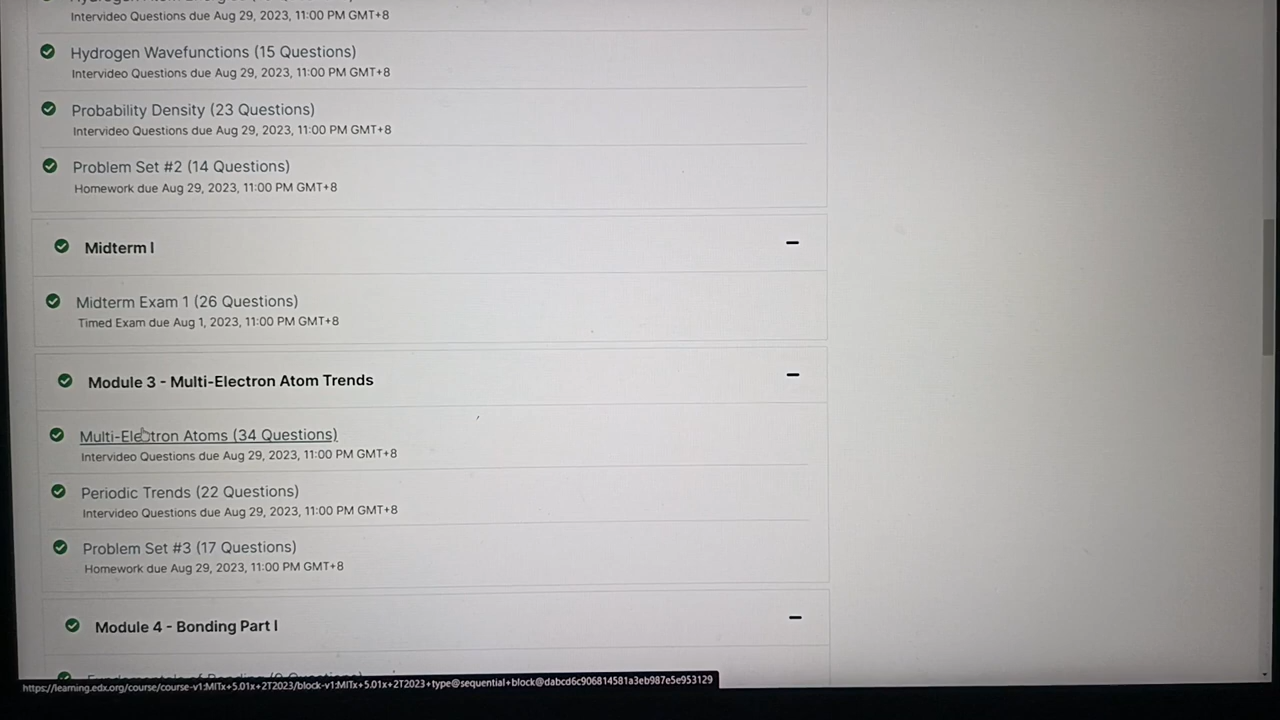 Intervideo Questions due Aug 29, 2023, 11:00 PM GMT+8
Hydrogen Wavefunctions (15 Questions)
Intervideo Questions due Aug 29, 2023, 11:00 PM GMT+8
Probability Density (23 Questions)
Intervideo Questions due Aug 29, 2023, 11:00 PM GMT+8
Problem Set #2 (14 Questions)
Homework due Aug 29, 2023, 11:00 PM GMT+8
Midterm I
Midterm Exam 1 (26 Questions)
Timed Exam due Aug 1, 2023, 11:00 PM GMT+8
Module 3 - Multi-Electron Atom Trends
Multi-Electron Atoms (34 Questions)
Intervideo Questions due Aug 29, 2023, 11:00 PM GMT+8
Periodic Trends (22 Questions)
Intervideo Questions due Aug 29, 2023, 11:00 PM GMT+8
Problem Set #3 (17 Questions)
Homework due Aug 29, 2023, 11:00 PM GMT+8
Module 4 - Bonding Part I
https://learning.edx.org/course/course-v1:MITx+5.01x+2T2023/block-v1:MITx+5.01x+2T2023+type@sequential+block@dabcd6c906814581a3eb987e5e953129